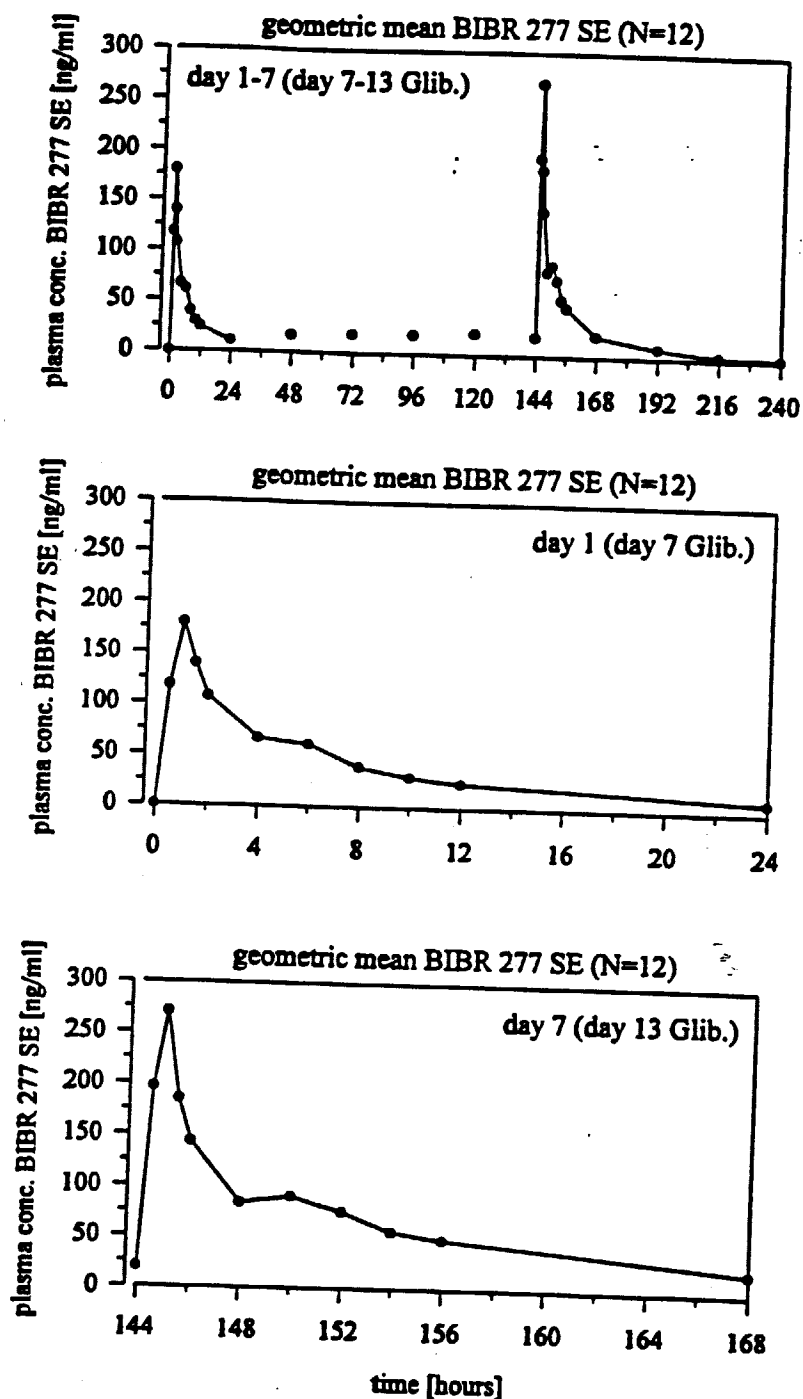 geometric mean BIBR 277 SE (N=12)
plasma conc. BIBR 277 SE [ng/ml]
day 1-7 (day 7-13 Glib.)
300
250
200
150
100
50
0
0 24 48 72 96 120 144 168 192 216 240
geometric mean BIBR 277 SE (N=12)
plasma conc. BIBR 277 SE [ng/ml]
day 1 (day 7 Glib.)
300
250
200
150
100
50
0
0 4 8 12 16 20 24
geometric mean BIBR 277 SE (N=12)
plasma conc. BIBR 277 SE [ng/ml]
day 7 (day 13 Glib.)
300
250
200
150
100
50
0
144 148 152 156 160 164 168
time [hours]